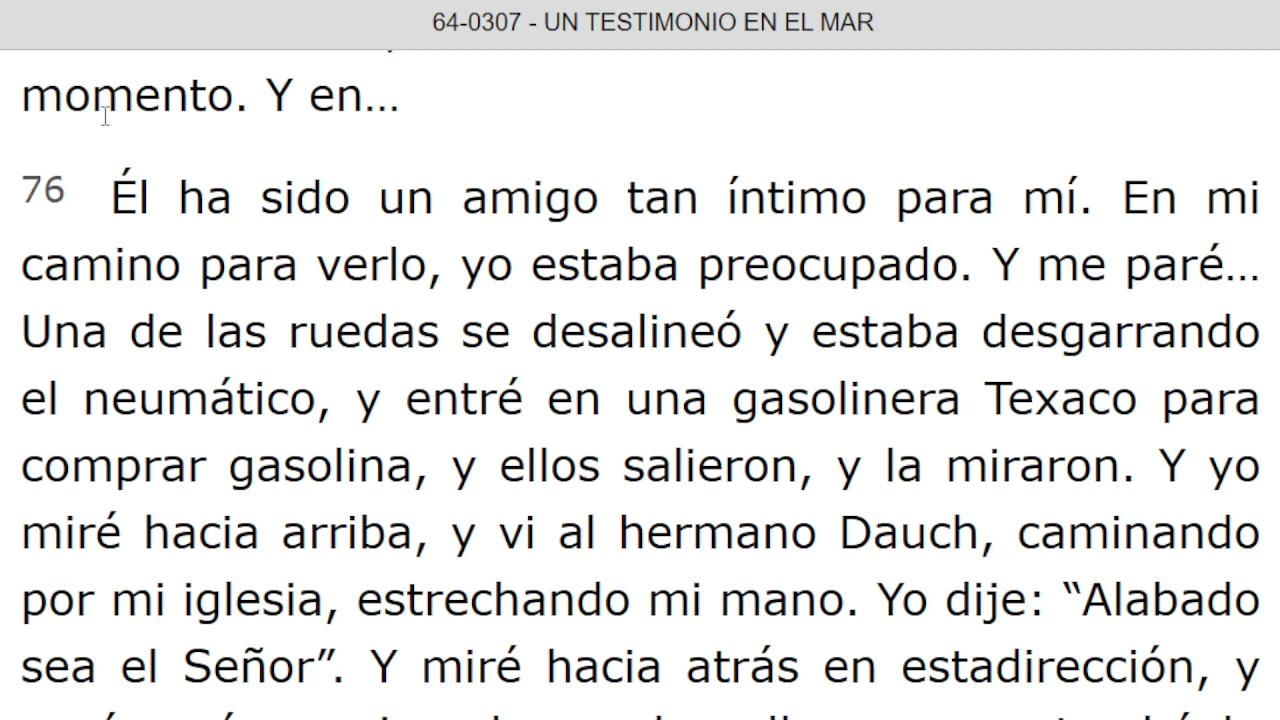 64-0307 - UN TESTIMONIO EN EL MAR
momento. Y en...
76 Él ha sido un amigo tan íntimo para mí. En mi
camino para verlo, yo estaba preocupado. Y me paré...
Una de las ruedas se desalineó y estaba desgarrando
el neumático, y entré en una gasolinera Texaco para
comprar gasolina, y ellos salieron, y la miraron. Y yo
miré hacia arriba, y vi al hermano Dauch, caminando
por mi iglesia, estrechando mi mano. Yo dije: “Alabado
sea el Señor”. Y miré hacia atrás en estadirección, y